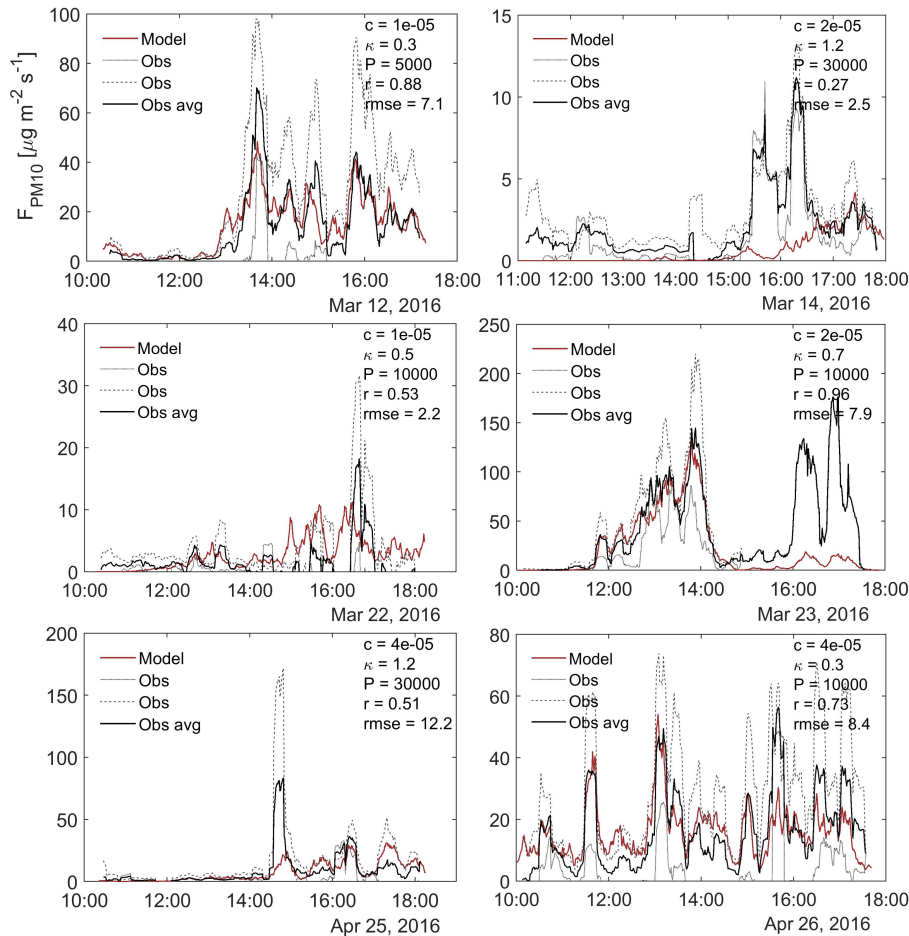 F_PM10 [μg m⁻² s⁻¹]
100
80
60
40
20
0
Model
Obs
Obs
Obs avg
c = 1e-05
κ = 0.3
P = 5000
r = 0.88
rmse = 7.1
10:00 12:00 14:00 16:00 18:00
Mar 12, 2016
15
10
5
0
Model
Obs
Obs
Obs avg
c = 2e-05
κ = 1.2
P = 30000
r = 0.27
rmse = 2.5
11:00 12:00 13:00 14:00 15:00 16:00 17:00 18:00
Mar 14, 2016
40
30
20
10
0
Model
Obs
Obs
Obs avg
c = 1e-05
κ = 0.5
P = 10000
r = 0.53
rmse = 2.2
10:00 12:00 14:00 16:00 18:00
Mar 22, 2016
250
200
150
100
50
0
Model
Obs
Obs
Obs avg
c = 2e-05
κ = 0.7
P = 10000
r = 0.96
rmse = 7.9
10:00 12:00 14:00 16:00 18:00
Mar 23, 2016
200
150
100
50
0
Model
Obs
Obs
Obs avg
c = 4e-05
κ = 1.2
P = 30000
r = 0.51
rmse = 12.2
10:00 12:00 14:00 16:00 18:00
Apr 25, 2016
80
60
40
20
0
Model
Obs
Obs
Obs avg
c = 4e-05
κ = 0.3
P = 10000
r = 0.73
rmse = 8.4
10:00 12:00 14:00 16:00 18:00
Apr 26, 2016